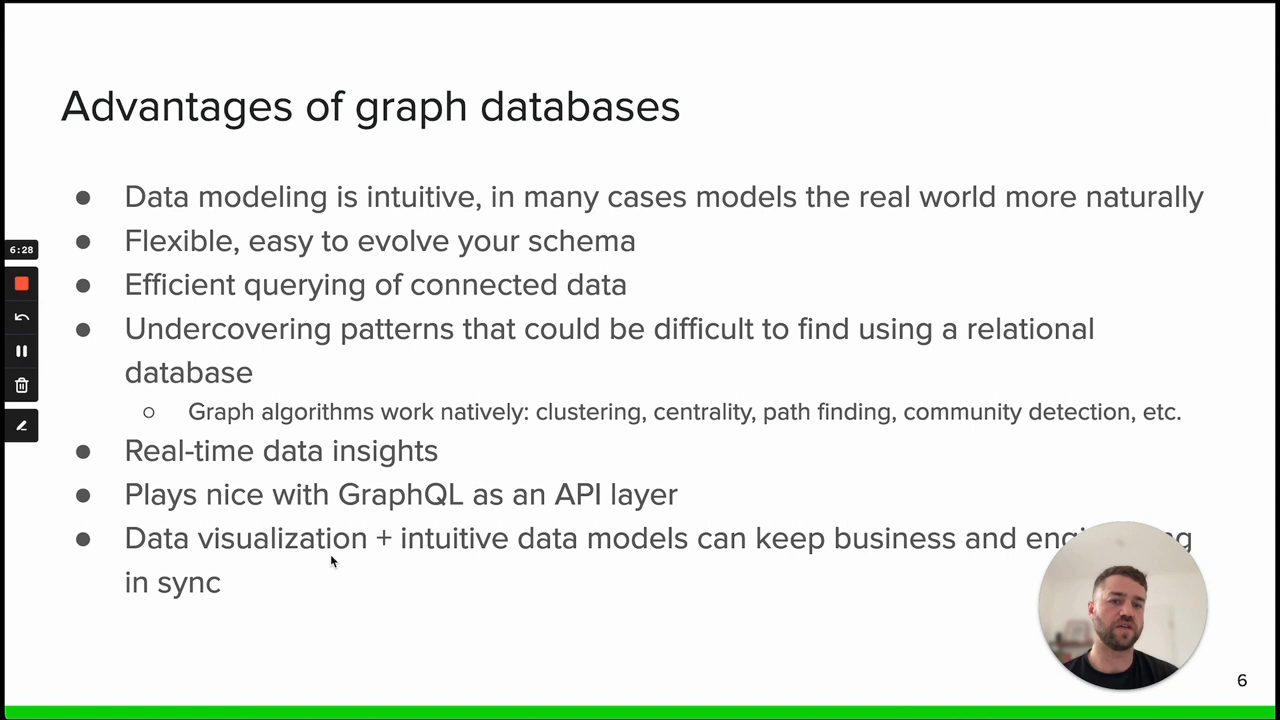 Advantages of graph databases
● Data modeling is intuitive, in many cases models the real world more naturally
● Flexible, easy to evolve your schema
● Efficient querying of connected data
● Undercovering patterns that could be difficult to find using a relational
database
○ Graph algorithms work natively: clustering, centrality, path finding, community detection, etc.
● Real-time data insights
● Plays nice with GraphQL as an API layer
● Data visualization + intuitive data models can keep business and
in sync
6:28
6